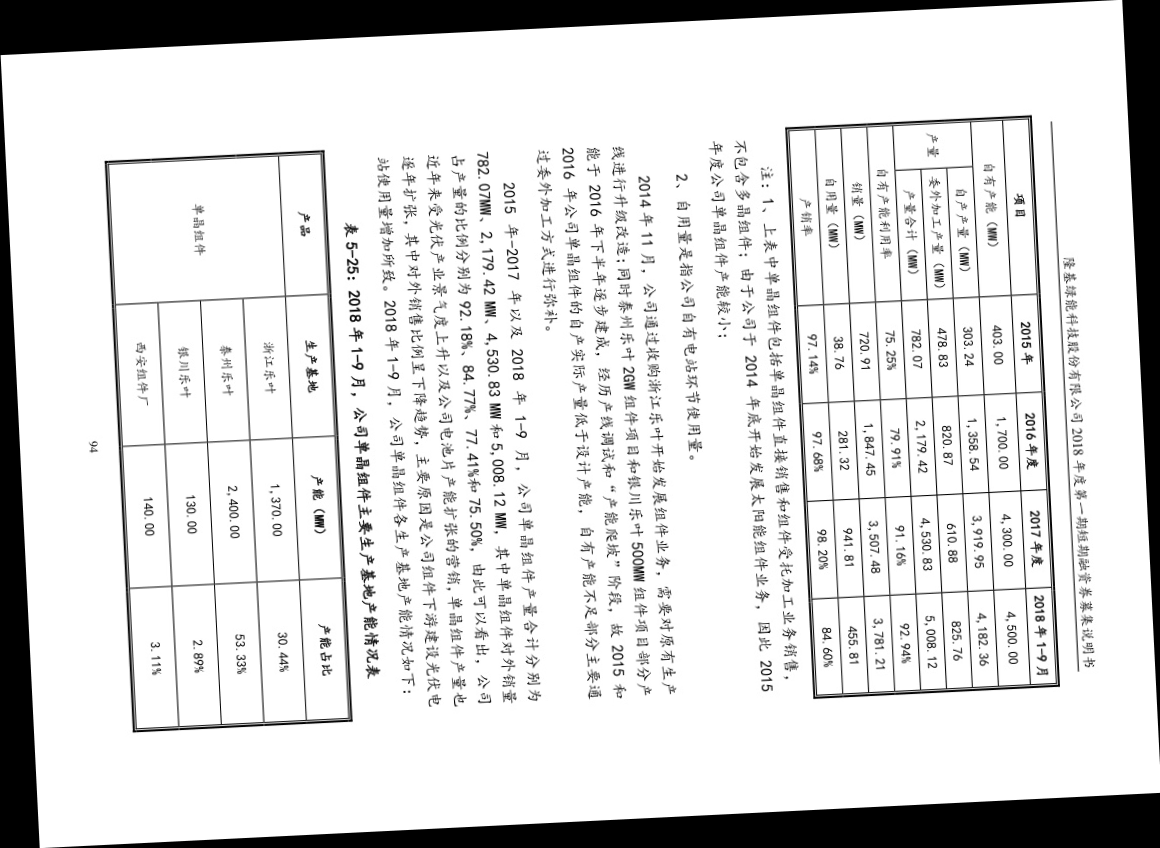 隆基绿能科技股份有限公司 2018 年度第一期短期融资券募集说明书
项目 2015 年 2016 年度 2017 年度 2018 年 1-9 月
自有产能（MW） 403.00 1,700.00 4,300.00 4,500.00
产量 自产产量（MW） 303.24 1,358.54 3,919.95 4,182.36
委外加工产量（MW） 478.83 820.87 610.88 825.76
产量合计（MW） 782.07 2,179.42 4,530.83 5,008.12
自有产能利用率 75.25% 79.91% 91.16% 92.94%
销量（MW） 720.91 1,847.45 3,507.48 3,781.21
自用量（MW） 38.76 281.32 941.81 455.81
产销率 97.14% 97.68% 98.20% 84.60%
注：1、上表中单晶组件包括单晶组件直接销售和组件受托加工业务销售，
不包含多晶组件；由于公司于 2014 年底开始发展太阳能组件业务，因此 2015
年度公司单晶组件产能较小；
2、自用量是指公司自有电站环节使用量。
2014 年 11 月，公司通过收购浙江乐叶开始发展组件业务，需要对原有生产
线进行升级改造；同时泰州乐叶 2GW 组件项目和银川乐叶 500MW 组件项目部分产
能于 2016 年下半年逐步建成，经历产线调试和“产能爬坡”阶段，故 2015 和
2016 年公司单晶组件的自产实际产量低于设计产能，自有产能不足部分主要通
过委外加工方式进行弥补。
2015 年-2017 年以及 2018 年 1-9 月，公司单晶组件产量合计分别为
782.07MW、2,179.42 MW、4,530.83 MW 和 5,008.12 MW，其中单晶组件对外销量
占产量的比例分别为 92.18%、84.77%、77.41%和 75.50%，由此可以看出，公司
近年来受光伏产业景气度上升以及公司电池片产能扩张的营销，单晶组件产量也
逐年扩张、其中对外销售比例呈下降趋势，主要原因是公司组件下游建设光伏电
站使用量增加所致。2018 年 1-9 月，公司单晶组件各生产基地产能情况如下：
表 5-25：2018 年 1-9 月，公司单晶组件主要生产基地产能情况表
产品 生产基地 产能（MW） 产能占比
单晶组件 浙江乐叶 1,370.00 30.44%
泰州乐叶 2,400.00 53.33%
银川乐叶 130.00 2.89%
西安组件厂 140.00 3.11%
94